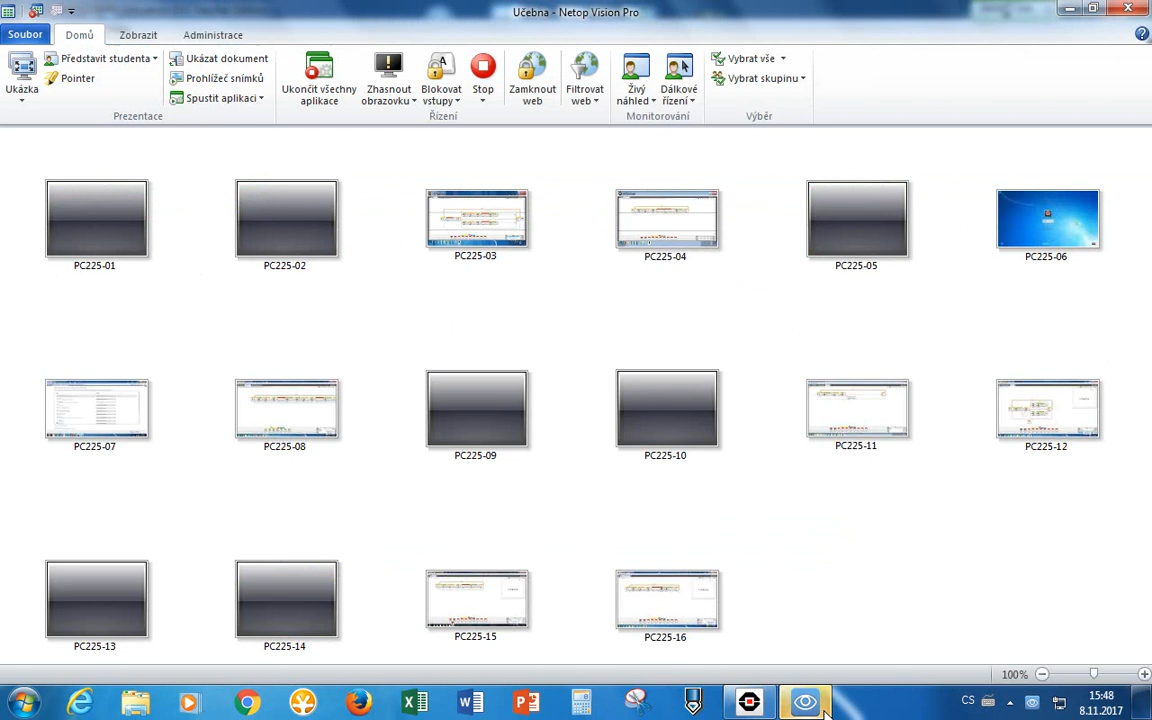 Učebna - Netop Vision Pro
Soubor
Domů
Zobrazit
Administrace
Ukázka
Představit studenta
Pointer
Ukázat dokument
Prohlížeč snímků
Spustit aplikaci
Prezentace
Ukončit všechny
aplikace
Zhasnout
obrazovku
Blokovat
vstupy
Stop
Zamknout
web
Filtrovat
web
Řízení
Živý
náhled
Dálkové
řízení
Monitorování
Vybrat vše
Vybrat skupinu
Výběr
PC225-01
PC225-02
PC225-03
PC225-04
PC225-05
PC225-06
PC225-07
PC225-08
PC225-09
PC225-10
PC225-11
PC225-12
PC225-13
PC225-14
PC225-15
PC225-16
100%
CS
15:48
8.11.2017